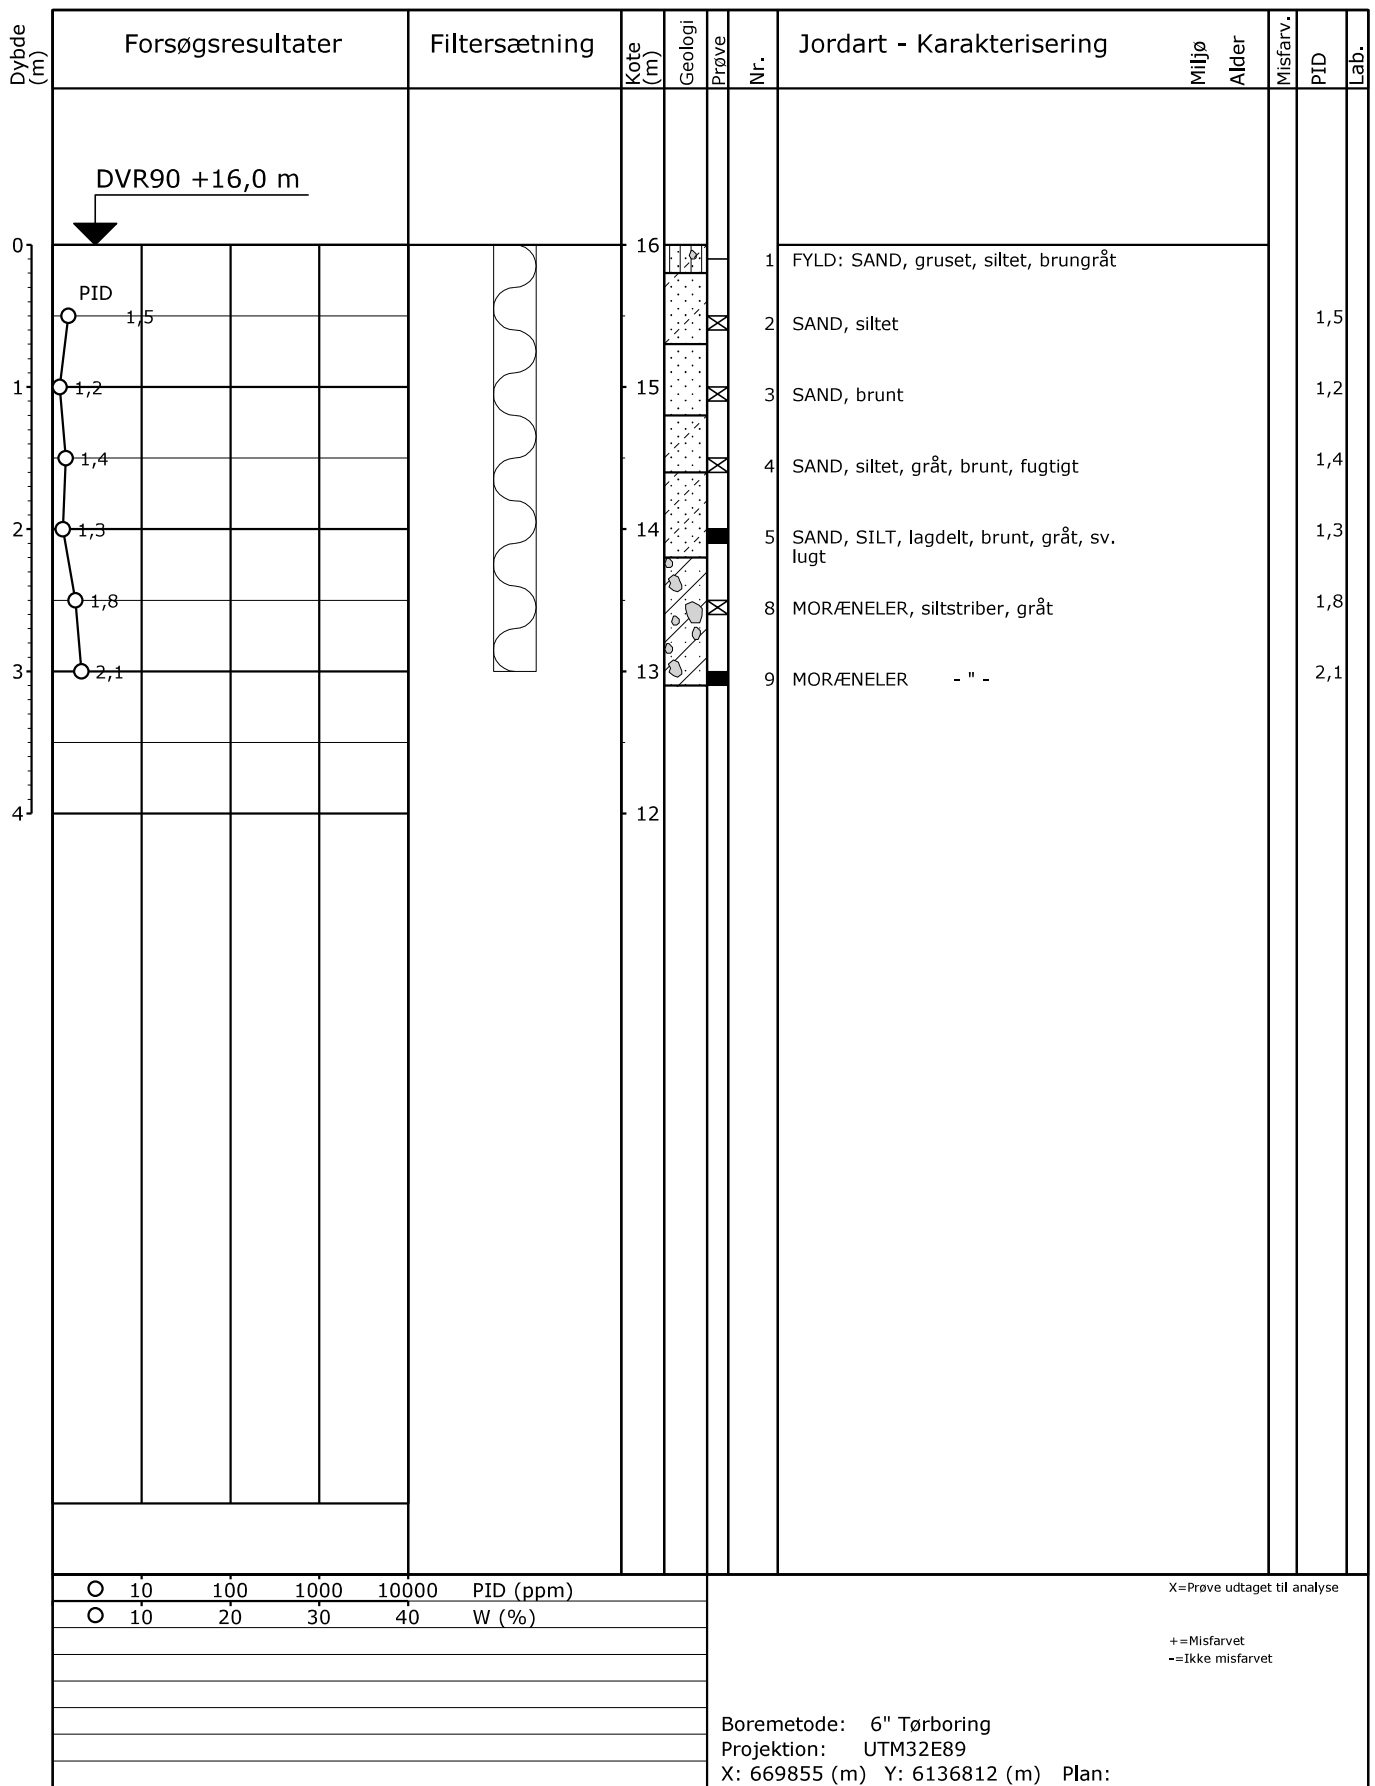 Dybde (m) Forsøgsresultater Filtersætning Kote (m) Geologi Prøve Nr. Jordart - Karakterisering Miljø Alder Misfarv. PID Lab.
DVR90 +16,0 m
0 16
1 FYLD: SAND, gruset, siltet, brungråt
PID
1,5 2 SAND, siltet 1,5
1 1,2 15 3 SAND, brunt 1,2
1,4 4 SAND, siltet, gråt, brunt, fugtigt 1,4
2 1,3 14 5 SAND, SILT, lagdelt, brunt, gråt, sv. 1,3
lugt
1,8 8 MORÆNELER, siltstriber, gråt 1,8
3 2,1 13 9 MORÆNELER - " - 2,1
4 12
10 100 1000 10000 PID (ppm)
10 20 30 40 W (%)
X=Prøve udtaget til analyse
+=Misfarvet
-=Ikke misfarvet
Boremetode: 6" Tørboring
Projektion: UTM32E89
X: 669855 (m) Y: 6136812 (m) Plan: